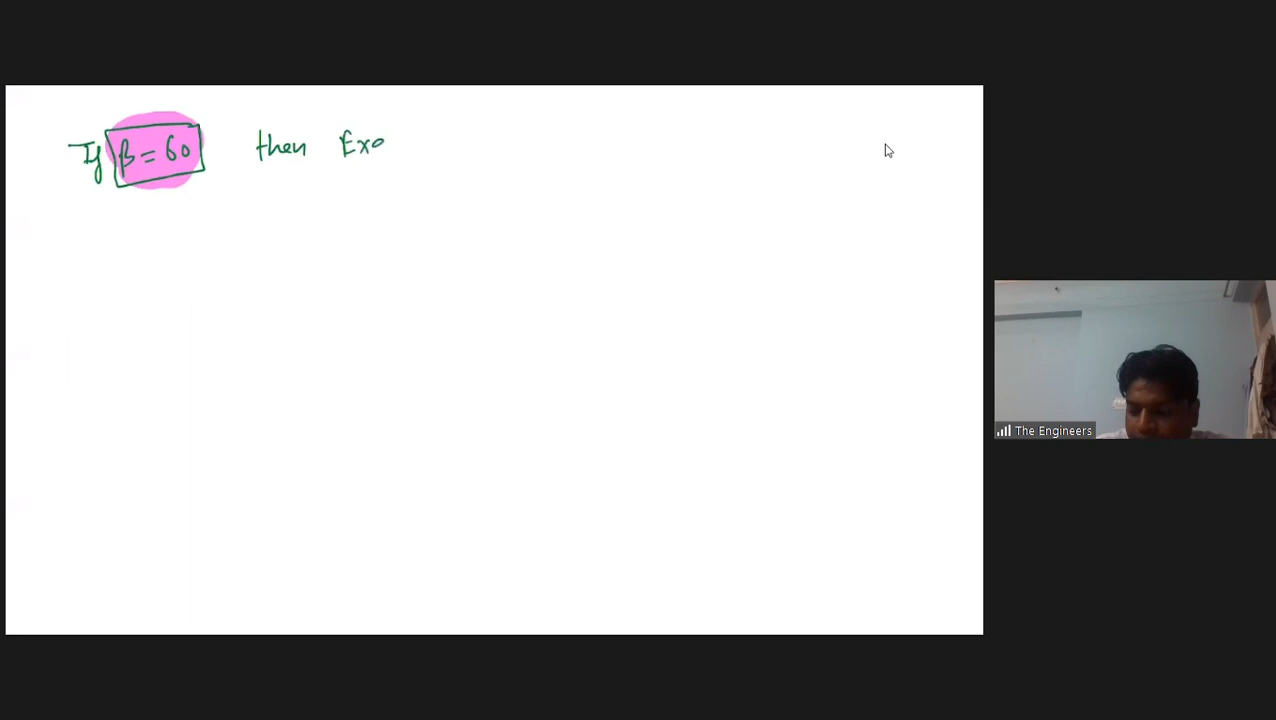 If β = 60 then Exo
The Engineers